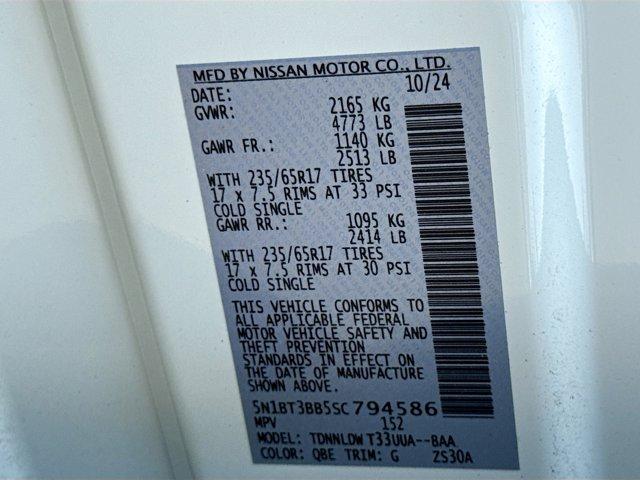 MFD BY NISSAN MOTOR CO., LTD.
DATE: 10/24
GVWR: 2165 KG
4773 LB
GAWR FR.: 1140 KG
2513 LB
WITH 235/65R17 TIRES
17 x 7.5 RIMS AT 33 PSI
COLD SINGLE
GAWR RR.: 1095 KG
2414 LB
WITH 235/65R17 TIRES
17 x 7.5 RIMS AT 30 PSI
COLD SINGLE
THIS VEHICLE CONFORMS TO
ALL APPLICABLE FEDERAL
MOTOR VEHICLE SAFETY AND
THEFT PREVENTION
STANDARDS IN EFFECT ON
THE DATE OF MANUFACTURE
SHOWN ABOVE.
5N1BT3BB5SC794586
MPV 152
MODEL: TDNNLDW T33UUA--BAA
COLOR: QBE TRIM: G ZS30A